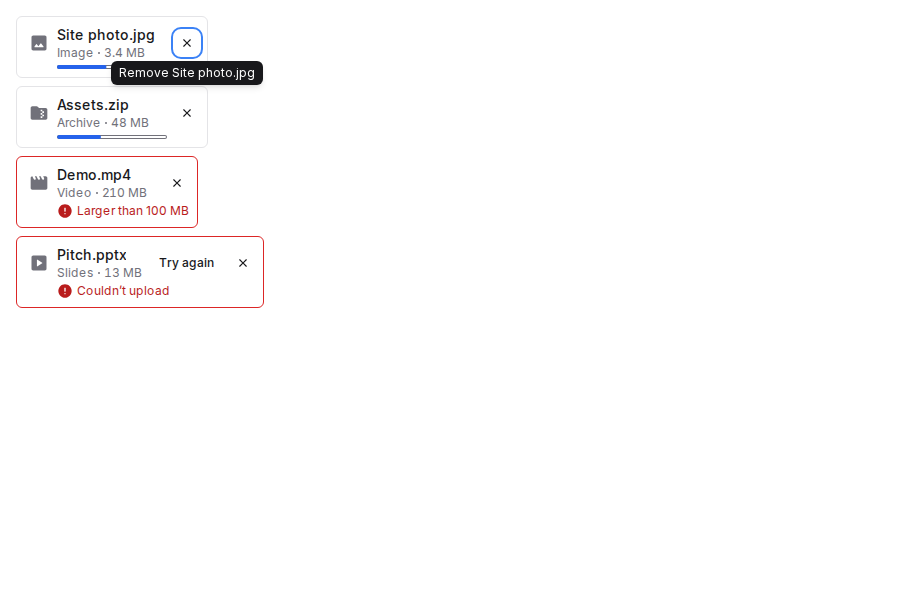 Site photo.jpg
Image · 3.4 MB
Remove Site photo.jpg
Assets.zip
Archive · 48 MB
Demo.mp4
Video · 210 MB
Larger than 100 MB
Pitch.pptx
Slides · 13 MB
Try again
Couldn't upload